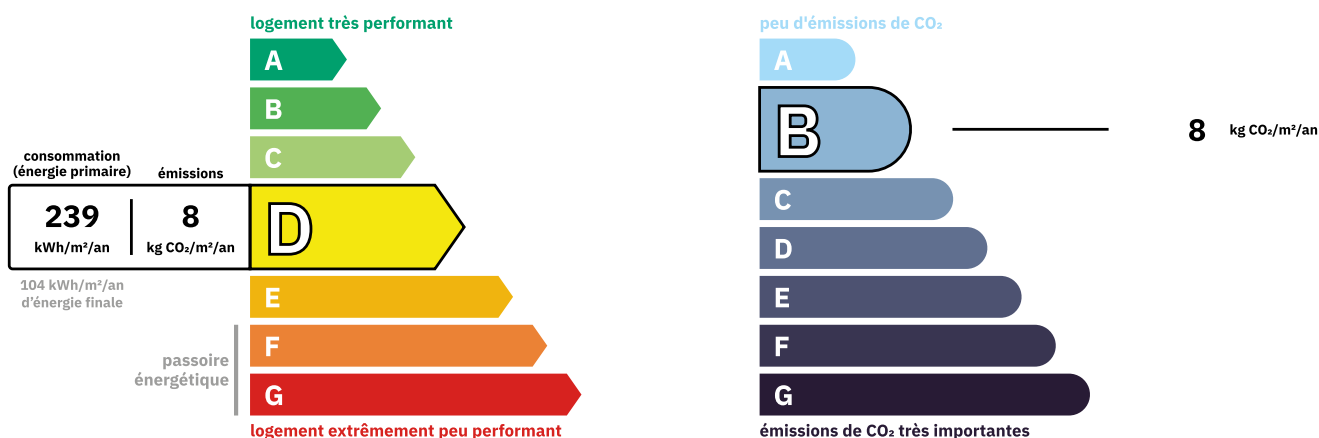 logement très performant
A
B
C
consommation
(énergie primaire)
émissions
239
kWh/m²/an
8
kg CO₂/m²/an
D
104 kWh/m²/an
d'énergie finale
E
passoire
énergétique
F
G
logement extrêmement peu performant
peu d'émissions de CO₂
A
B
8 kg CO₂/m²/an
C
D
E
F
G
émissions de CO₂ très importantes